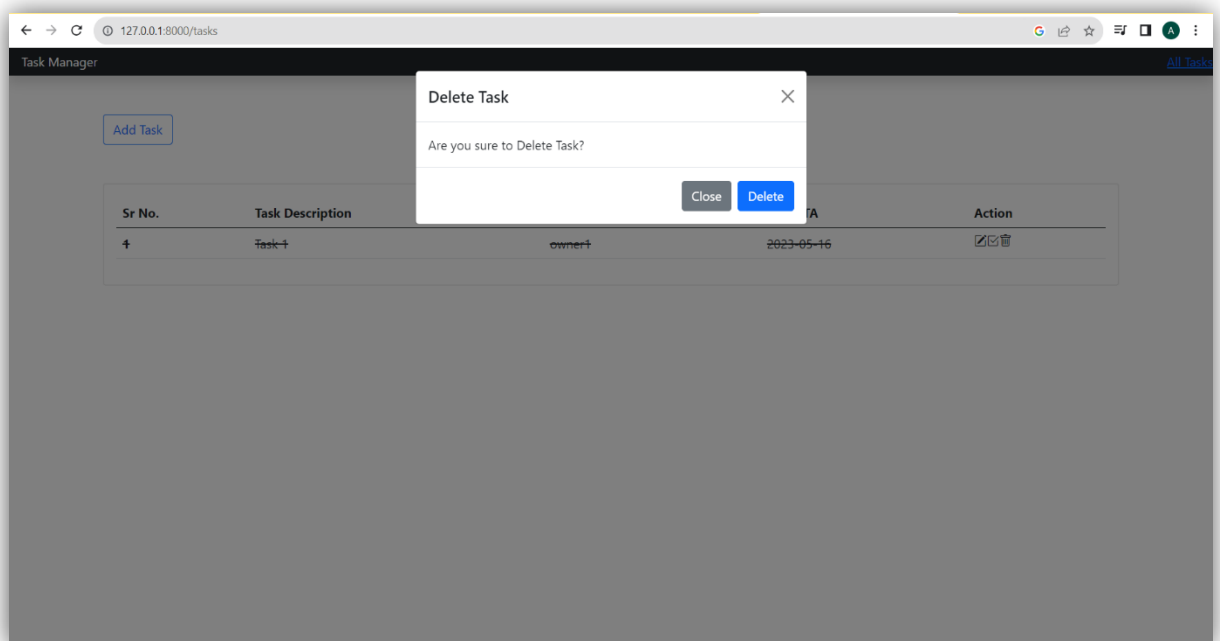 127.0.0.1:8000/tasks
G
A
Task Manager
All Tasks
Delete Task
Add Task
Are you sure to Delete Task?
Close Delete
Sr No. Task Description TA Action
1 Task 1 owner1 2023-05-16